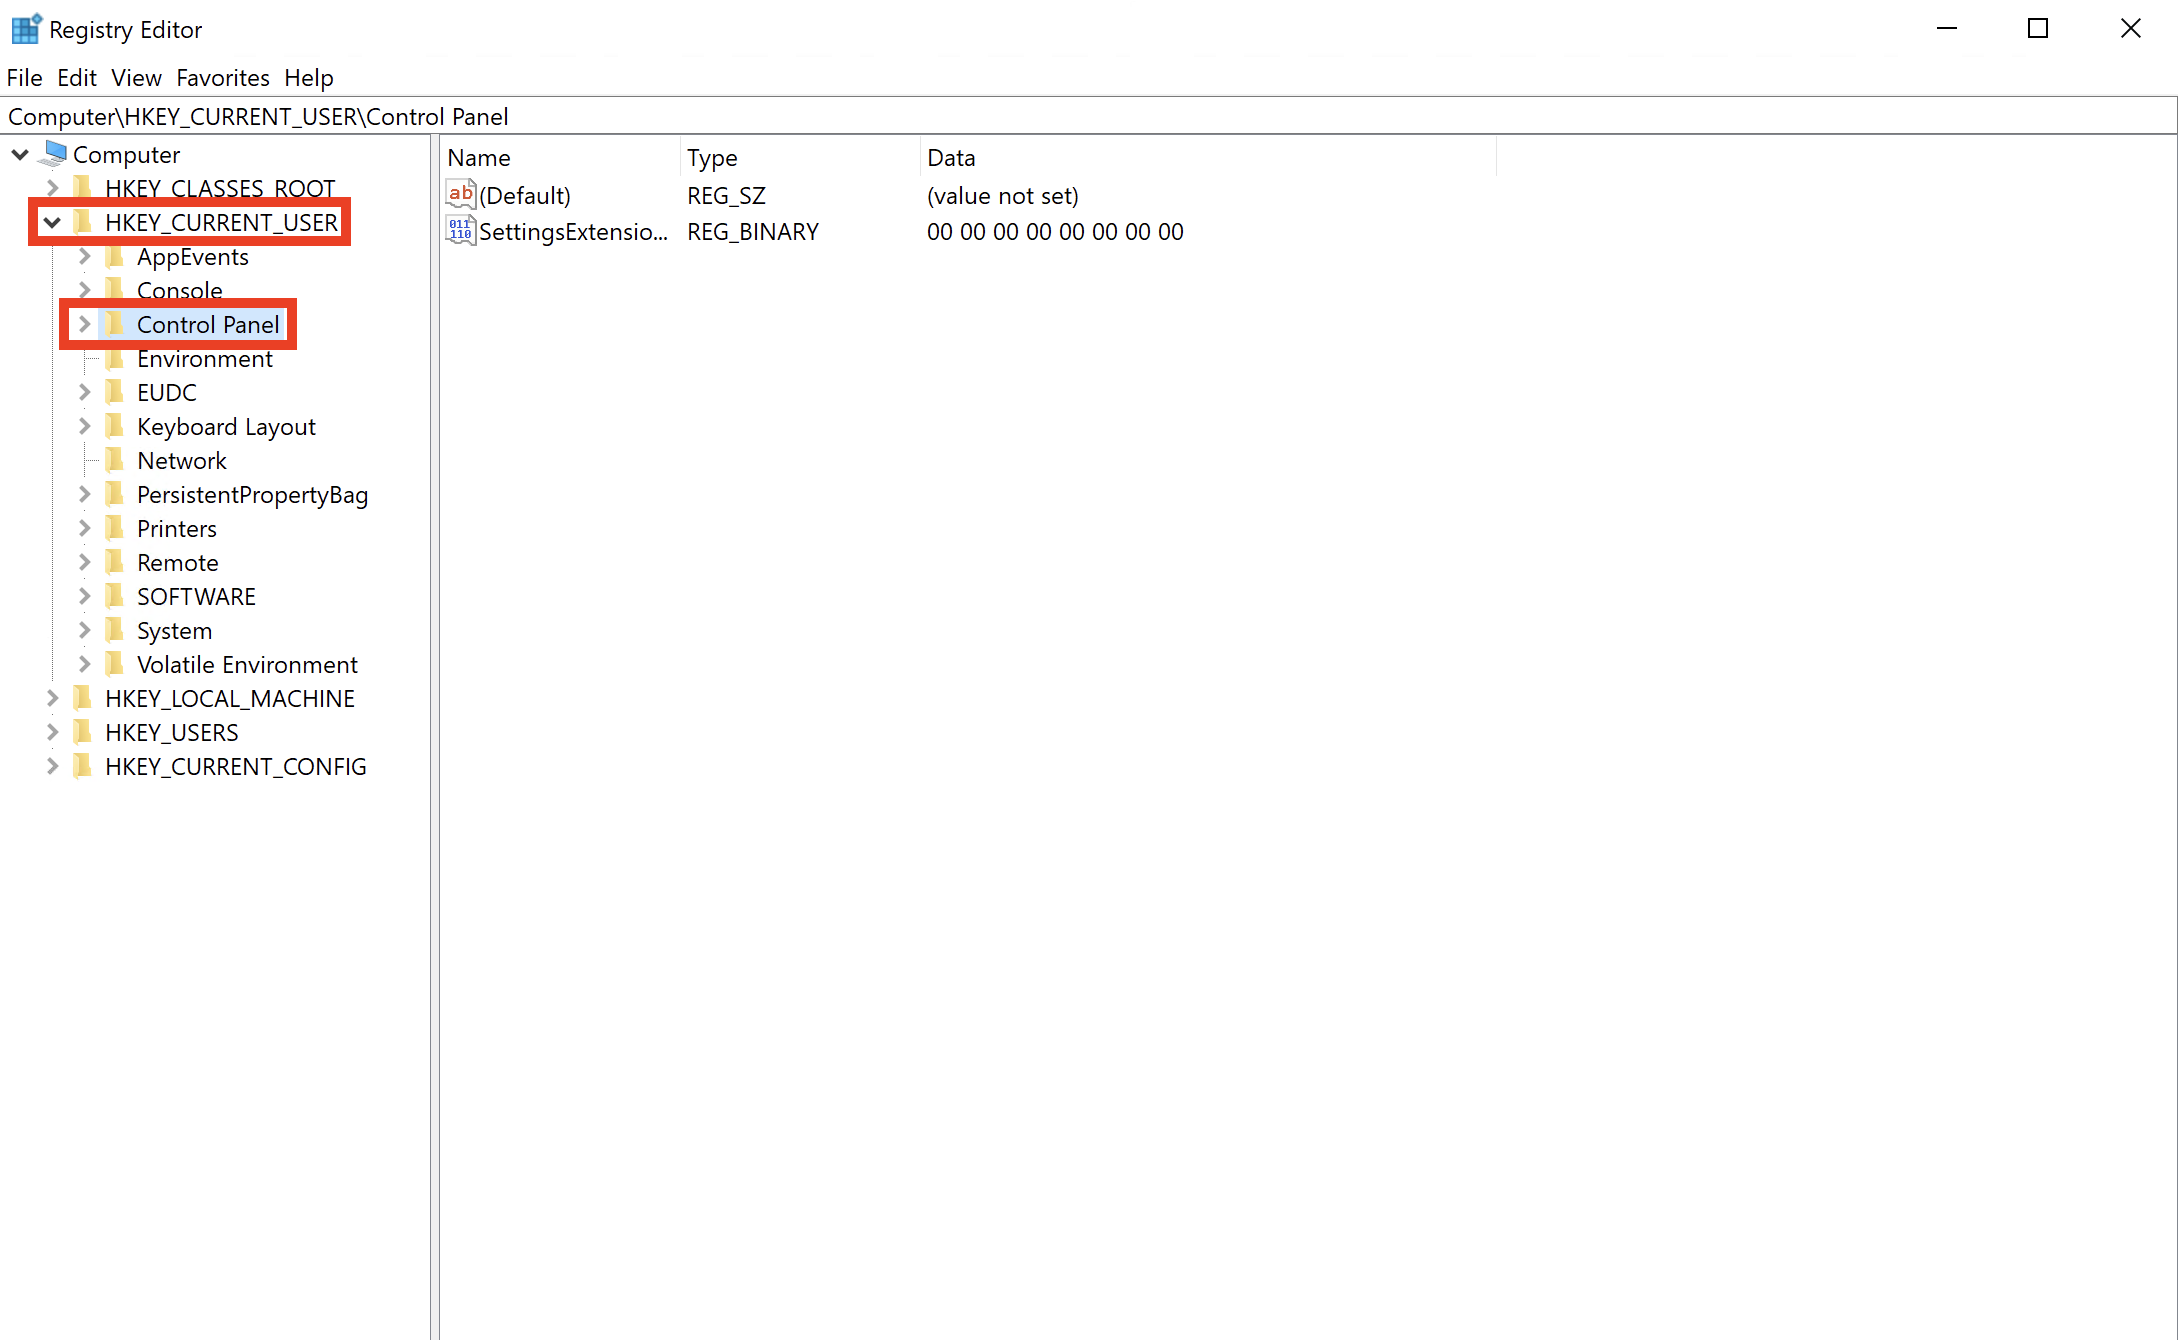 Registry Editor
File Edit View Favorites Help
Computer\HKEY_CURRENT_USER\Control Panel
Computer
HKEY_CLASSES_ROOT
HKEY_CURRENT_USER
AppEvents
Console
Control Panel
Environment
EUDC
Keyboard Layout
Network
PersistentPropertyBag
Printers
Remote
SOFTWARE
System
Volatile Environment
HKEY_LOCAL_MACHINE
HKEY_USERS
HKEY_CURRENT_CONFIG
Name Type Data
ab (Default) REG_SZ (value not set)
011 110 SettingsExtensio... REG_BINARY 00 00 00 00 00 00 00 00